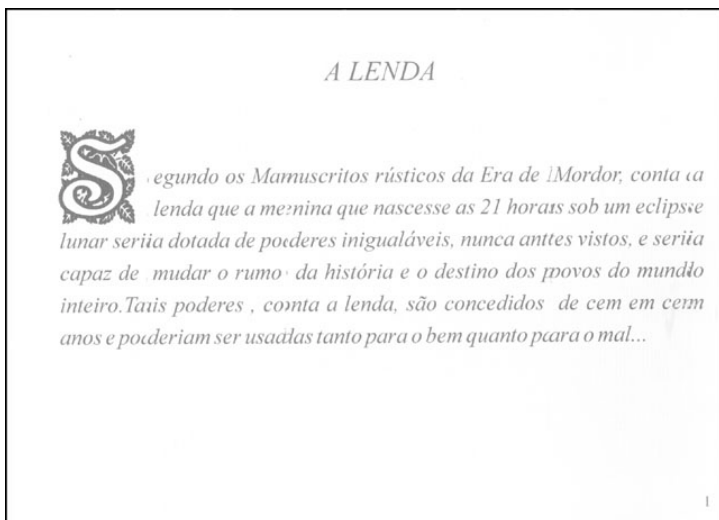 A LENDA
Segundo os Manuscritos rústicos da Era de Mordor, conta a
lenda que a menina que nascesse as 21 horas sob um eclipse
lunar seria dotada de poderes inigualáveis, nunca antes vistos, e seria
capaz de mudar o rumo da história e o destino dos povos do mundo
inteiro.Tais poderes , conta a lenda, são concedidos de cem em cem
anos e poderiam ser usadas tanto para o bem quanto para o mal...
1